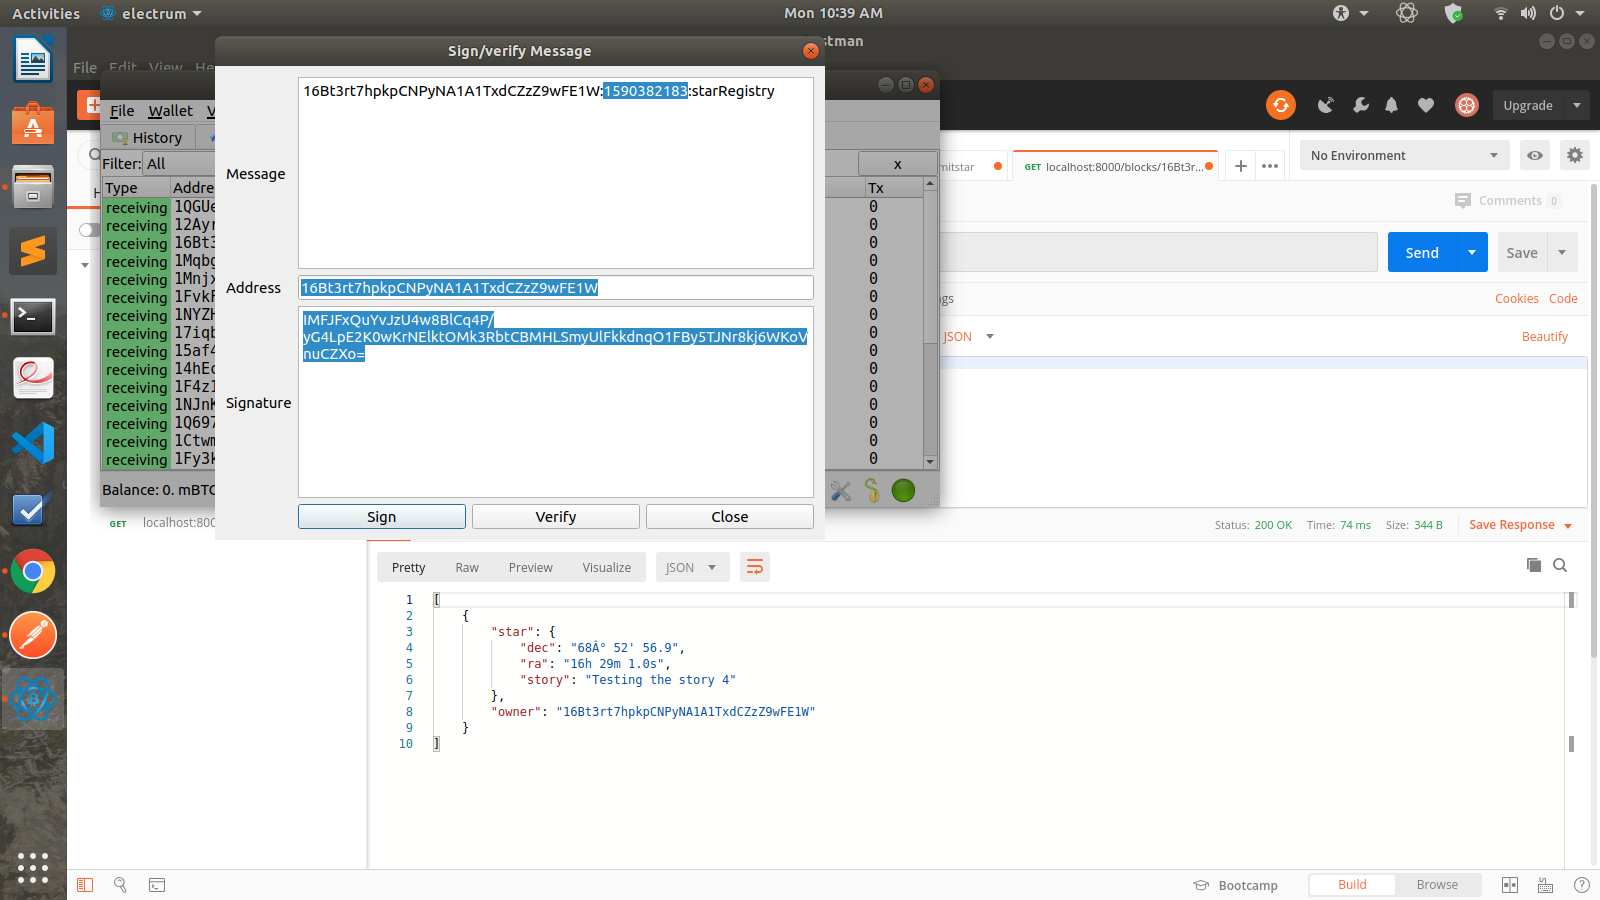 Activities
electrum
Mon 10:39 AM
File Edit View He
stman
Sign/verify Message
File Wallet V
Upgrade
History
Filter: All
x
Type Addre
Tx
receiving 1QGUe 0
receiving 12Ayr 0
receiving 16Bt3 0
receiving 1Mqbg 0
receiving 1Mnjx 0
receiving 1FvkF 0
receiving 1NYZH 0
receiving 17iqb 0
receiving 15af4 0
receiving 14hEc 0
receiving 1F4z1 0
receiving 1NJnK 0
receiving 1Q697 0
receiving 1Ctwm 0
receiving 1Fy3k 0
Balance: 0. mBTC
Message
16Bt3rt7hpkpCNPyNA1A1TxdCZzZ9wFE1W:1590382183:starRegistry
Address
16Bt3rt7hpkpCNPyNA1A1TxdCZzZ9wFE1W
Signature
IMFJFxQuYvJzU4w8BlCq4P/
yG4LpE2K0wKrNElktOMk3RbtCBMHLSmyUlFkkdnqO1FBy5TJNr8kj6WKoV
nuCZXo=
Sign
Verify
Close
mitstar
GET localhost:8000/blocks/16Bt3r...
No Environment
H
Comments 0
Send
Save
gs
Cookies Code
JSON
Beautify
GET localhost:800
Status: 200 OK Time: 74 ms Size: 344 B Save Response
Pretty Raw Preview Visualize JSON
1 [
2 {
3 "star": {
4 "dec": "68Â° 52' 56.9",
5 "ra": "16h 29m 1.0s",
6 "story": "Testing the story 4"
7 },
8 "owner": "16Bt3rt7hpkpCNPyNA1A1TxdCZzZ9wFE1W"
9 }
10 ]
Bootcamp
Build
Browse